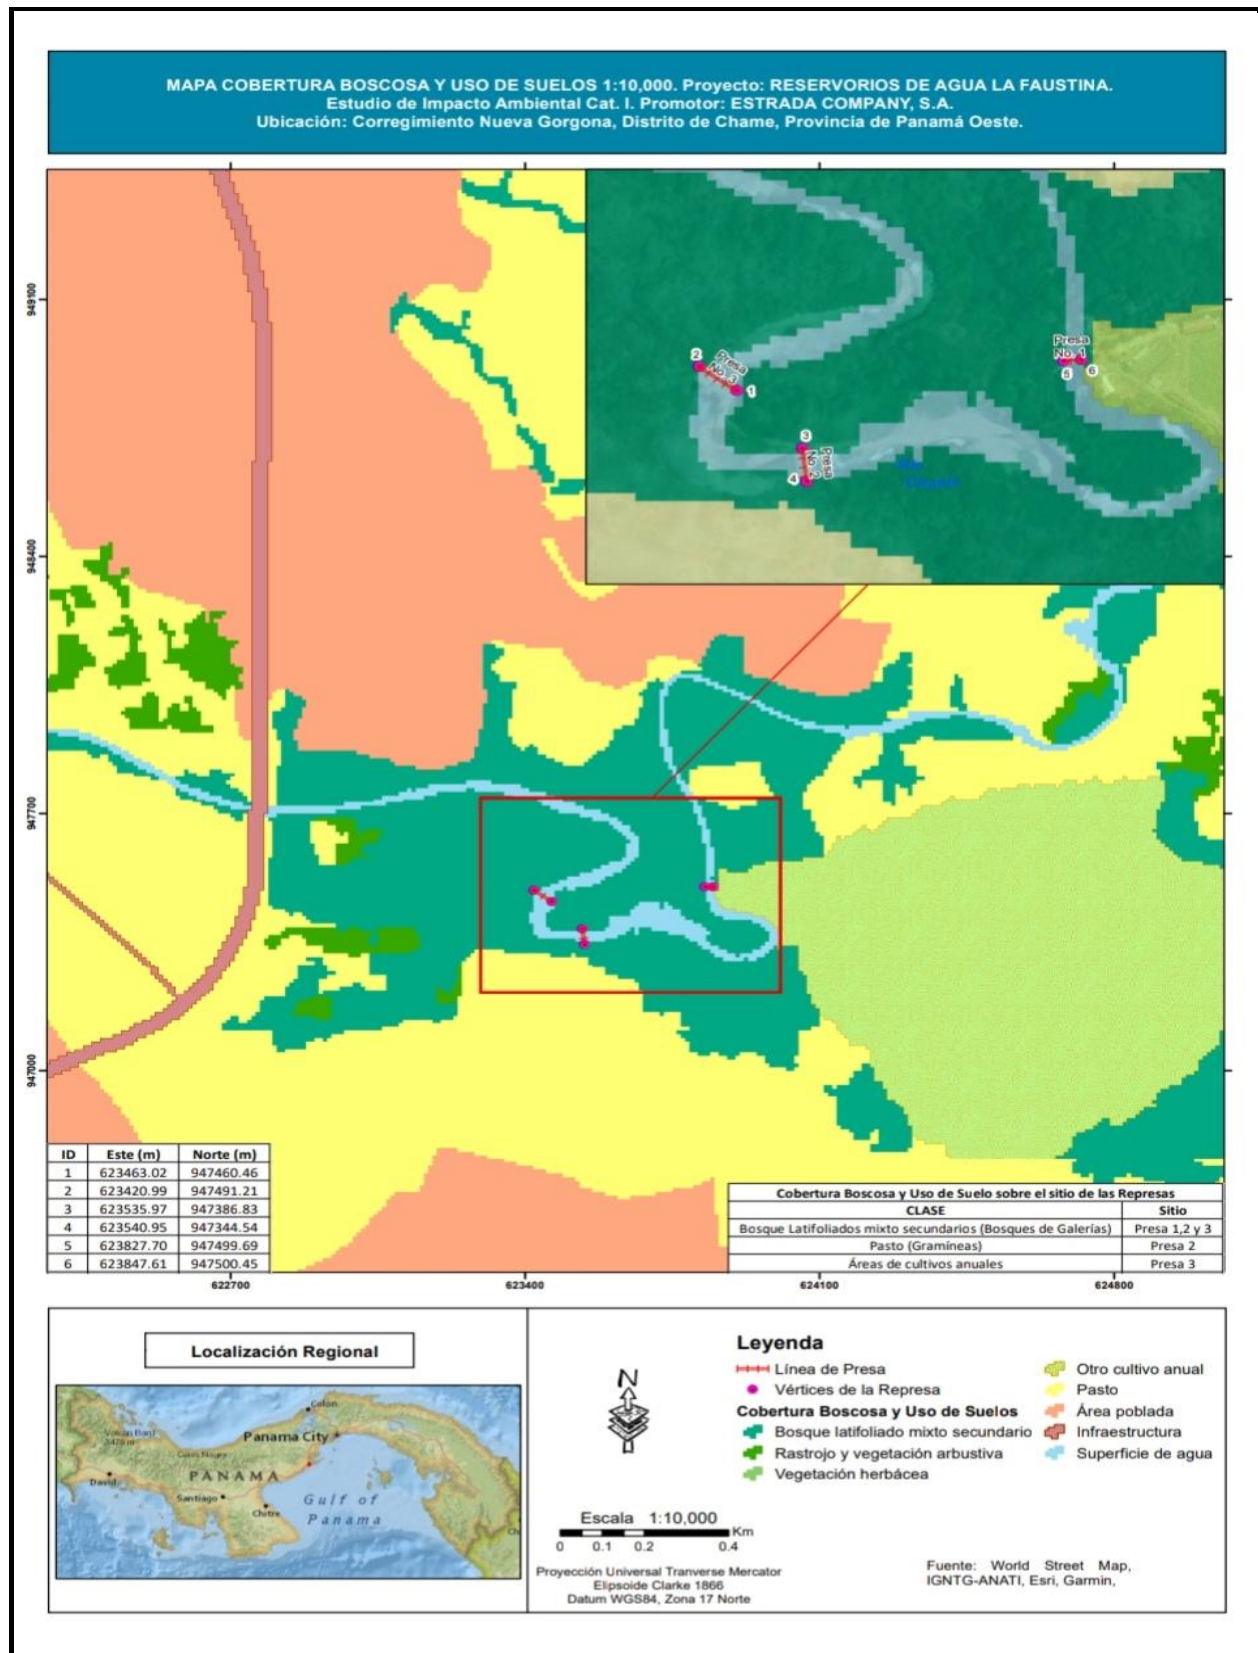 MAPA COBERTURA BOSCOSA Y USO DE SUELOS 1:10,000. Proyecto: RESERVORIOS DE AGUA LA FAUSTINA.
Estudio de Impacto Ambiental Cat. I. Promotor: ESTRADA COMPANY, S.A.
Ubicación: Corregimiento Nueva Gorgona, Distrito de Chame, Provincia de Panamá Oeste.
949100
948400
947700
947000
2
Presa
No. 3
1
3
Presa
No. 2
4
Presa
No. 1
5
6
ID Este (m) Norte (m)
1 623463.02 947460.46
2 623420.99 947491.21
3 623535.97 947386.83
4 623540.95 947344.54
5 623827.70 947499.69
6 623847.61 947500.45
Cobertura Boscosa y Uso de Suelo sobre el sitio de las Represas
CLASE Sitio
Bosque Latifoliados mixto secundarios (Bosques de Galerías) Presa 1,2 y 3
Pasto (Gramíneas) Presa 2
Áreas de cultivos anuales Presa 3
622700 623400 624100 624800
Localización Regional
Colon
Panama City
PANAMA
David
Santiago
Chitre
Gulf of
Panama
N
Escala 1:10,000
Km
0 0.1 0.2 0.4
Proyección Universal Tranverse Mercator
Elipsoide Clarke 1866
Datum WGS84, Zona 17 Norte
Leyenda
Línea de Presa
Vértices de la Represa
Cobertura Boscosa y Uso de Suelos
Bosque latifoliado mixto secundario
Rastrojo y vegetación arbustiva
Vegetación herbácea
Otro cultivo anual
Pasto
Área poblada
Infraestructura
Superficie de agua
Fuente: World Street Map,
IGNTG-ANATI, Esri, Garmin,